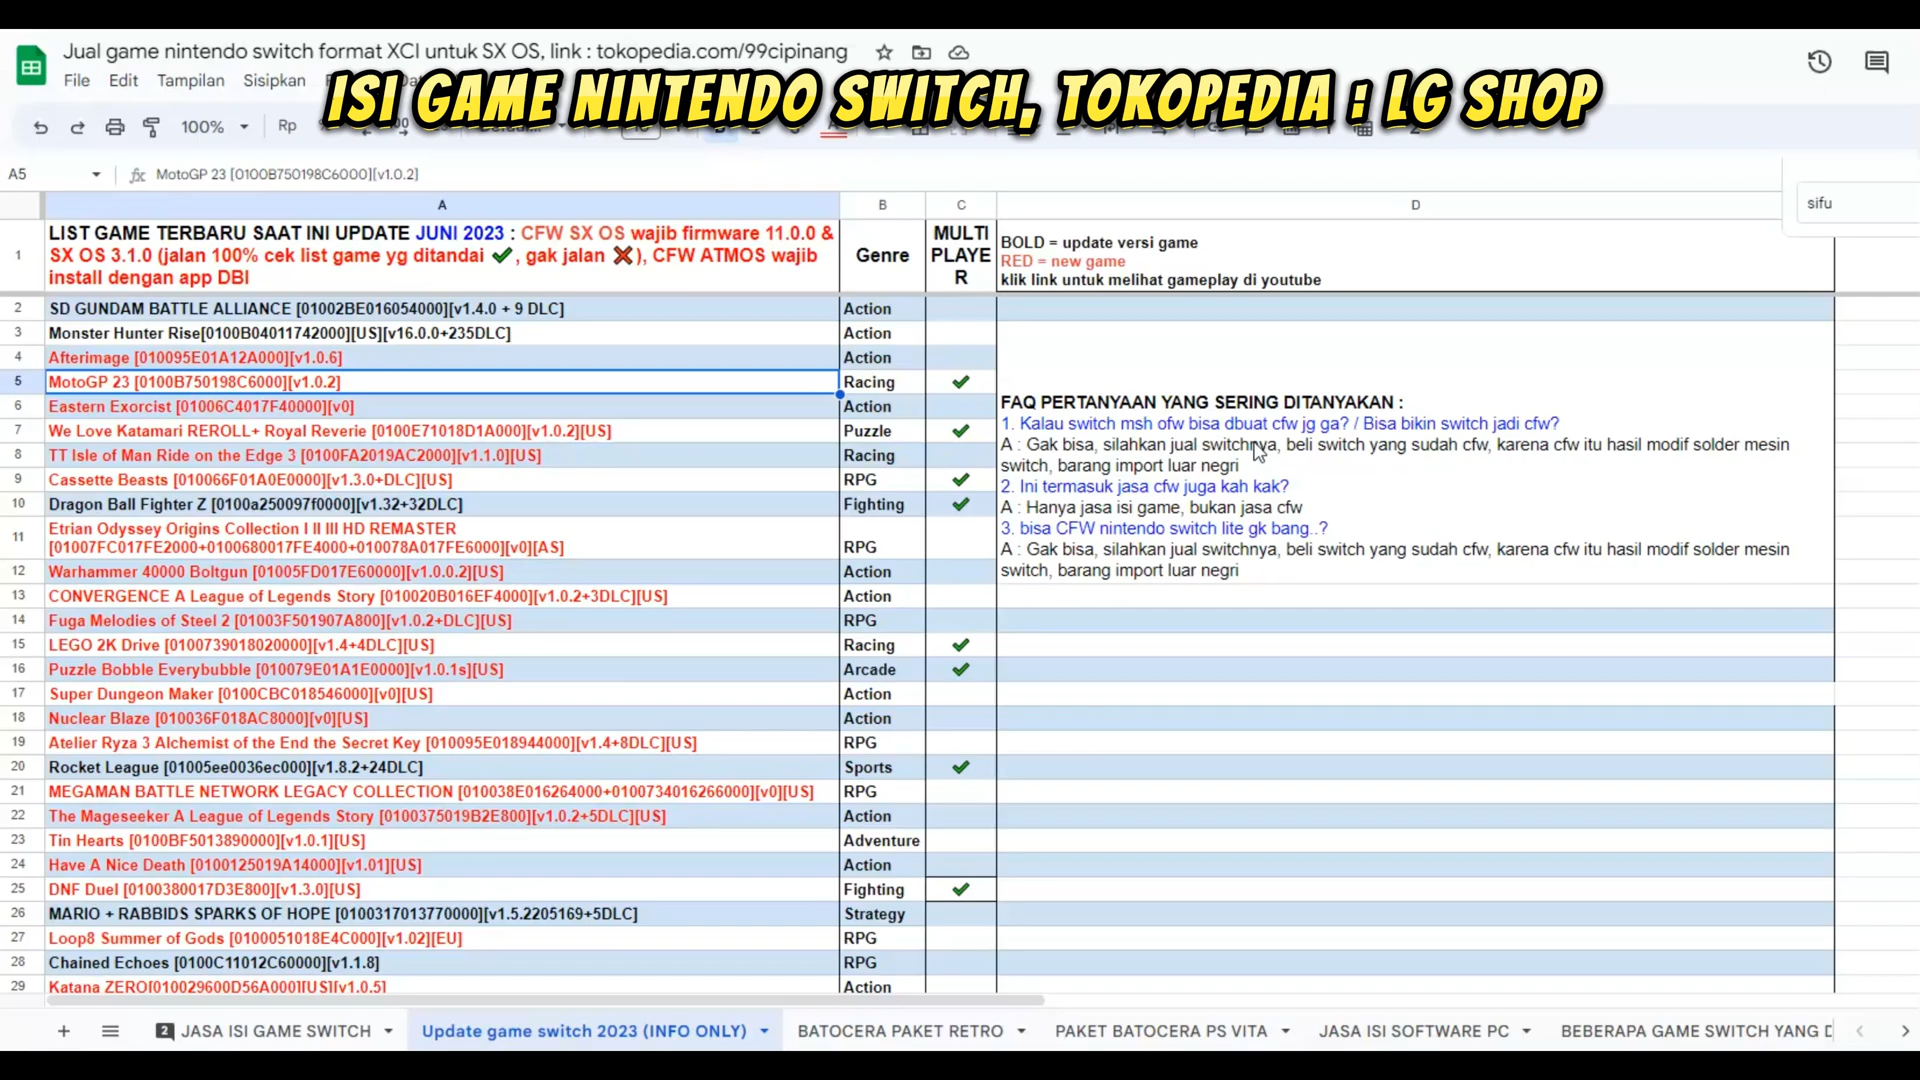 Jual game nintendo switch format XCI untuk SX OS, link : tokopedia.com/99cipinang
File Edit Tampilan Sisipkan
ISI GAME NINTENDO SWITCH, TOKOPEDIA : LG SHOP
100% Rp
A5 fx MotoGP 23 [0100B750198C6000][v1.0.2]
sifu
A B C D
1 LIST GAME TERBARU SAAT INI UPDATE JUNI 2023 : CFW SX OS wajib firmware 11.0.0 &
SX OS 3.1.0 (jalan 100% cek list game yg ditandai ✔, gak jalan ❌), CFW ATMOS wajib
install dengan app DBI
Genre
MULTI
PLAYE
R
BOLD = update versi game
RED = new game
klik link untuk melihat gameplay di youtube
2 SD GUNDAM BATTLE ALLIANCE [01002BE016054000][v1.4.0 + 9 DLC] Action
3 Monster Hunter Rise[0100B04011742000][US][v16.0.0+235DLC] Action
4 Afterimage [010095E01A12A000][v1.0.6] Action
5 MotoGP 23 [0100B750198C6000][v1.0.2] Racing ✔
6 Eastern Exorcist [01006C4017F40000][v0] Action
7 We Love Katamari REROLL+ Royal Reverie [0100E71018D1A000][v1.0.2][US] Puzzle ✔
8 TT Isle of Man Ride on the Edge 3 [0100FA2019AC2000][v1.1.0][US] Racing
9 Cassette Beasts [010066F01A0E0000][v1.3.0+DLC][US] RPG ✔
10 Dragon Ball Fighter Z [0100a250097f0000][v1.32+32DLC] Fighting ✔
11 Etrian Odyssey Origins Collection I II III HD REMASTER
[01007FC017FE2000+0100680017FE4000+010078A017FE6000][v0][AS] RPG
12 Warhammer 40000 Boltgun [01005FD017E60000][v1.0.0.2][US] Action
13 CONVERGENCE A League of Legends Story [010020B016EF4000][v1.0.2+3DLC][US] Action
14 Fuga Melodies of Steel 2 [01003F501907A800][v1.0.2+DLC][US] RPG
15 LEGO 2K Drive [0100739018020000][v1.4+4DLC][US] Racing ✔
16 Puzzle Bobble Everybubble [010079E01A1E0000][v1.0.1s][US] Arcade ✔
17 Super Dungeon Maker [0100CBC018546000][v0][US] Action
18 Nuclear Blaze [010036F018AC8000][v0][US] Action
19 Atelier Ryza 3 Alchemist of the End the Secret Key [010095E018944000][v1.4+8DLC][US] RPG
20 Rocket League [01005ee0036ec000][v1.8.2+24DLC] Sports ✔
21 MEGAMAN BATTLE NETWORK LEGACY COLLECTION [010038E016264000+0100734016266000][v0][US] RPG
22 The Mageseeker A League of Legends Story [0100375019B2E800][v1.0.2+5DLC][US] Action
23 Tin Hearts [0100BF5013890000][v1.0.1][US] Adventure
24 Have A Nice Death [0100125019A14000][v1.01][US] Action
25 DNF Duel [0100380017D3E800][v1.3.0][US] Fighting ✔
26 MARIO + RABBIDS SPARKS OF HOPE [0100317013770000][v1.5.2205169+5DLC] Strategy
27 Loop8 Summer of Gods [0100051018E4C000][v1.02][EU] RPG
28 Chained Echoes [0100C11012C60000][v1.1.8] RPG
29 Katana ZERO[010029600D56A000][US][v1.0.5] Action
FAQ PERTANYAAN YANG SERING DITANYAKAN :
1. Kalau switch msh ofw bisa dbuat cfw jg ga? / Bisa bikin switch jadi cfw?
A : Gak bisa, silahkan jual switchnya, beli switch yang sudah cfw, karena cfw itu hasil modif solder mesin
switch, barang import luar negri
2. Ini termasuk jasa cfw juga kah kak?
A : Hanya jasa isi game, bukan jasa cfw
3. bisa CFW nintendo switch lite gk bang..?
A : Gak bisa, silahkan jual switchnya, beli switch yang sudah cfw, karena cfw itu hasil modif solder mesin
switch, barang import luar negri
2 JASA ISI GAME SWITCH Update game switch 2023 (INFO ONLY) BATOCERA PAKET RETRO PAKET BATOCERA PS VITA JASA ISI SOFTWARE PC BEBERAPA GAME SWITCH YANG D